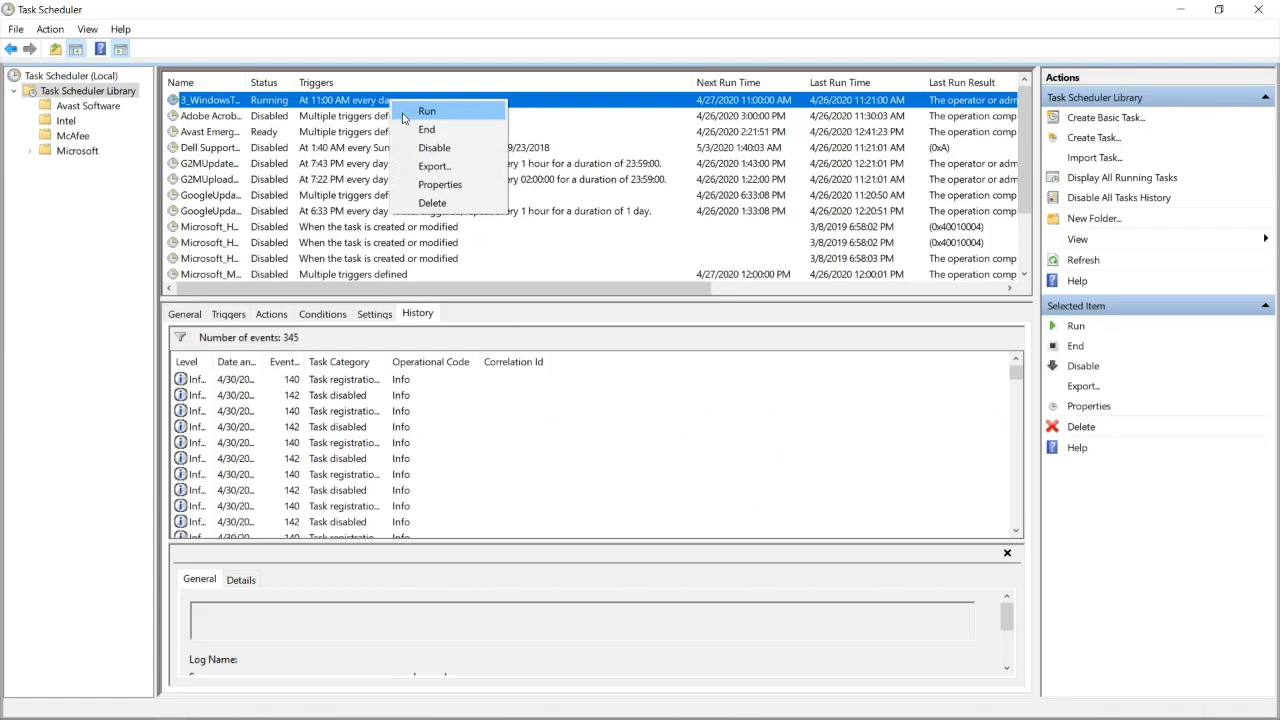 Task Scheduler
File Action View Help
Task Scheduler (Local)
Task Scheduler Library
Avast Software
Intel
McAfee
Microsoft
Name Status Triggers Next Run Time Last Run Time Last Run Result
3_WindowsT... Running At 11:00 AM every da 4/27/2020 11:00:00 AM 4/26/2020 11:21:00 AM The operator or adm
Adobe Acrob... Disabled Multiple triggers def 4/26/2020 3:00:00 PM 4/26/2020 11:30:03 AM The operation comp
Avast Emerg... Ready Multiple triggers def 4/26/2020 2:21:51 PM 4/26/2020 12:41:23 PM The operation comp
Dell Support... Disabled At 1:40 AM every Sun 9/23/2018 5/3/2020 1:40:03 AM 4/26/2020 11:21:01 AM (0xA)
G2MUpdate... Disabled At 7:43 PM every day ry 1 hour for a duration of 23:59:00. 4/26/2020 1:43:00 PM 4/26/2020 12:21:01 PM The operation comp
G2MUpload... Disabled At 7:22 PM every day ry 02:00:00 for a duration of 23:59:00. 4/26/2020 1:22:00 PM 4/26/2020 11:21:00 AM The operation comp
GoogleUpda... Disabled Multiple triggers def 4/26/2020 6:33:08 PM 4/26/2020 11:20:50 AM The operation comp
GoogleUpda... Disabled At 6:33 PM every day every 1 hour for a duration of 1 day. 4/26/2020 1:33:08 PM 4/26/2020 12:20:51 PM The operation comp
Microsoft_H... Disabled When the task is created or modified 3/8/2019 6:58:02 PM (0x40010004)
Microsoft_H... Disabled When the task is created or modified 3/8/2019 6:58:02 PM (0x40010004)
Microsoft_H... Disabled When the task is created or modified 3/8/2019 6:58:03 PM The operation comp
Microsoft_M... Disabled Multiple triggers defined 4/27/2020 12:00:00 PM 4/26/2020 12:00:01 PM The operation comp
Run
End
Disable
Export...
Properties
Delete
General Triggers Actions Conditions Settings History
Number of events: 345
Level Date an... Event... Task Category Operational Code Correlation Id
Inf... 4/30/20... 140 Task registratio... Info
Inf... 4/30/20... 142 Task disabled Info
Inf... 4/30/20... 140 Task registratio... Info
Inf... 4/30/20... 142 Task disabled Info
Inf... 4/30/20... 140 Task registratio... Info
Inf... 4/30/20... 142 Task disabled Info
Inf... 4/30/20... 140 Task registratio... Info
Inf... 4/30/20... 142 Task disabled Info
Inf... 4/30/20... 140 Task registratio... Info
Inf... 4/30/20... 142 Task disabled Info
Inf... 4/30/20... 140 Task registratio... Info
General Details
Log Name:
Actions
Task Scheduler Library
Create Basic Task...
Create Task...
Import Task...
Display All Running Tasks
Disable All Tasks History
New Folder...
View
Refresh
Help
Selected Item
Run
End
Disable
Export...
Properties
Delete
Help